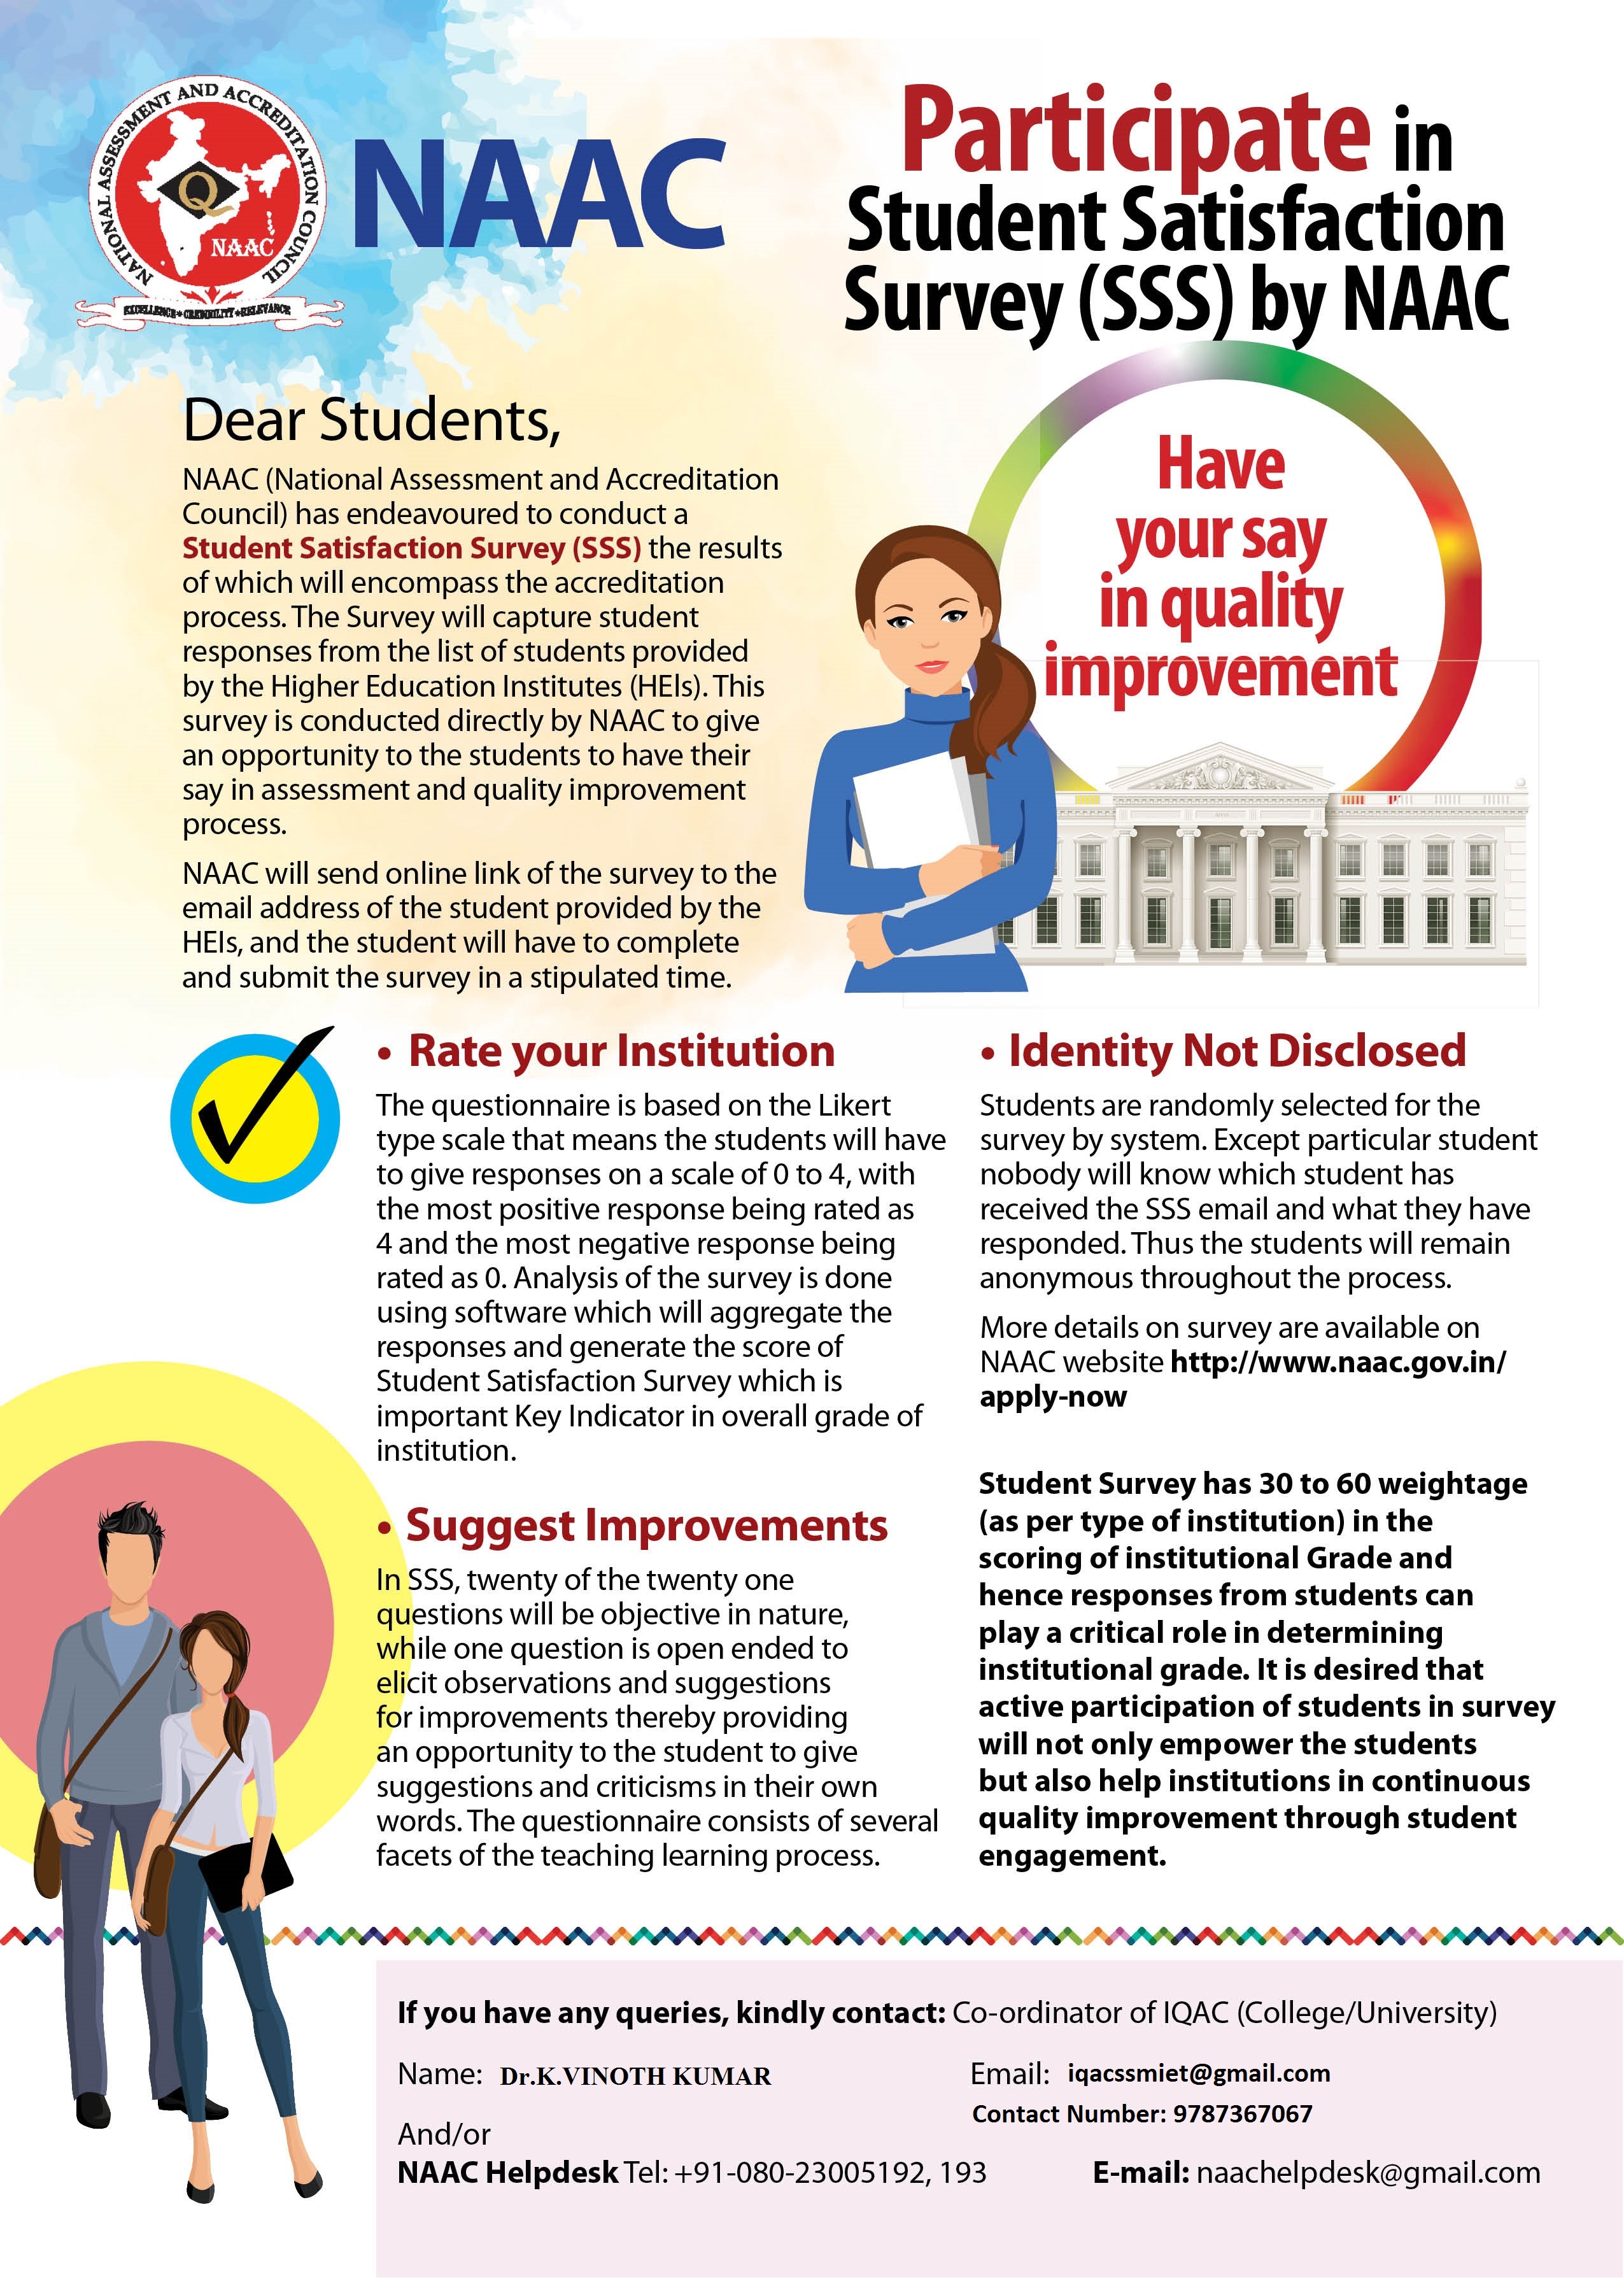 NATIONAL ASSESSMENT AND ACCREDITATION COUNCIL
Q
NAAC
EXCELLENCE • CREDIBILITY • RELEVANCE
NAAC
Participate in
Student Satisfaction
Survey (SSS) by NAAC
Have
your say
in quality
improvement
Dear Students,
NAAC (National Assessment and Accreditation
Council) has endeavoured to conduct a
Student Satisfaction Survey (SSS) the results
of which will encompass the accreditation
process. The Survey will capture student
responses from the list of students provided
by the Higher Education Institutes (HEls). This
survey is conducted directly by NAAC to give
an opportunity to the students to have their
say in assessment and quality improvement
process.
NAAC will send online link of the survey to the
email address of the student provided by the
HEIs, and the student will have to complete
and submit the survey in a stipulated time.
• Rate your Institution
The questionnaire is based on the Likert
type scale that means the students will have
to give responses on a scale of 0 to 4, with
the most positive response being rated as
4 and the most negative response being
rated as 0. Analysis of the survey is done
using software which will aggregate the
responses and generate the score of
Student Satisfaction Survey which is
important Key Indicator in overall grade of
institution.
• Suggest Improvements
In SSS, twenty of the twenty one
questions will be objective in nature,
while one question is open ended to
elicit observations and suggestions
for improvements thereby providing
an opportunity to the student to give
suggestions and criticisms in their own
words. The questionnaire consists of several
facets of the teaching learning process.
• Identity Not Disclosed
Students are randomly selected for the
survey by system. Except particular student
nobody will know which student has
received the SSS email and what they have
responded. Thus the students will remain
anonymous throughout the process.
More details on survey are available on
NAAC website http://www.naac.gov.in/
apply-now
Student Survey has 30 to 60 weightage
(as per type of institution) in the
scoring of institutional Grade and
hence responses from students can
play a critical role in determining
institutional grade. It is desired that
active participation of students in survey
will not only empower the students
but also help institutions in continuous
quality improvement through student
engagement.
If you have any queries, kindly contact: Co-ordinator of IQAC (College/University)
Name: Dr.K.VINOTH KUMAR
Email: iqacssmiet@gmail.com
Contact Number: 9787367067
And/or
NAAC Helpdesk Tel: +91-080-23005192, 193
E-mail: naachelpdesk@gmail.com